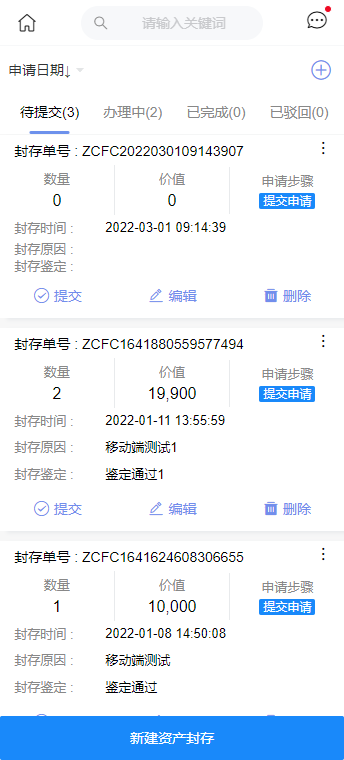 请输入关键词
申请日期↓
待提交(3) 办理中(2) 已完成(0) 已驳回(0)
封存单号 : ZCFC2022030109143907
数量 价值 申请步骤
0 0 提交申请
封存时间 : 2022-03-01 09:14:39
封存原因 :
封存鉴定 :
提交 编辑 删除
封存单号 : ZCFC1641880559577494
数量 价值 申请步骤
2 19,900 提交申请
封存时间 : 2022-01-11 13:55:59
封存原因 : 移动端测试1
封存鉴定 : 鉴定通过1
提交 编辑 删除
封存单号 : ZCFC1641624608306655
数量 价值 申请步骤
1 10,000 提交申请
封存时间 : 2022-01-08 14:50:08
封存原因 : 移动端测试
封存鉴定 : 鉴定通过
新建资产封存